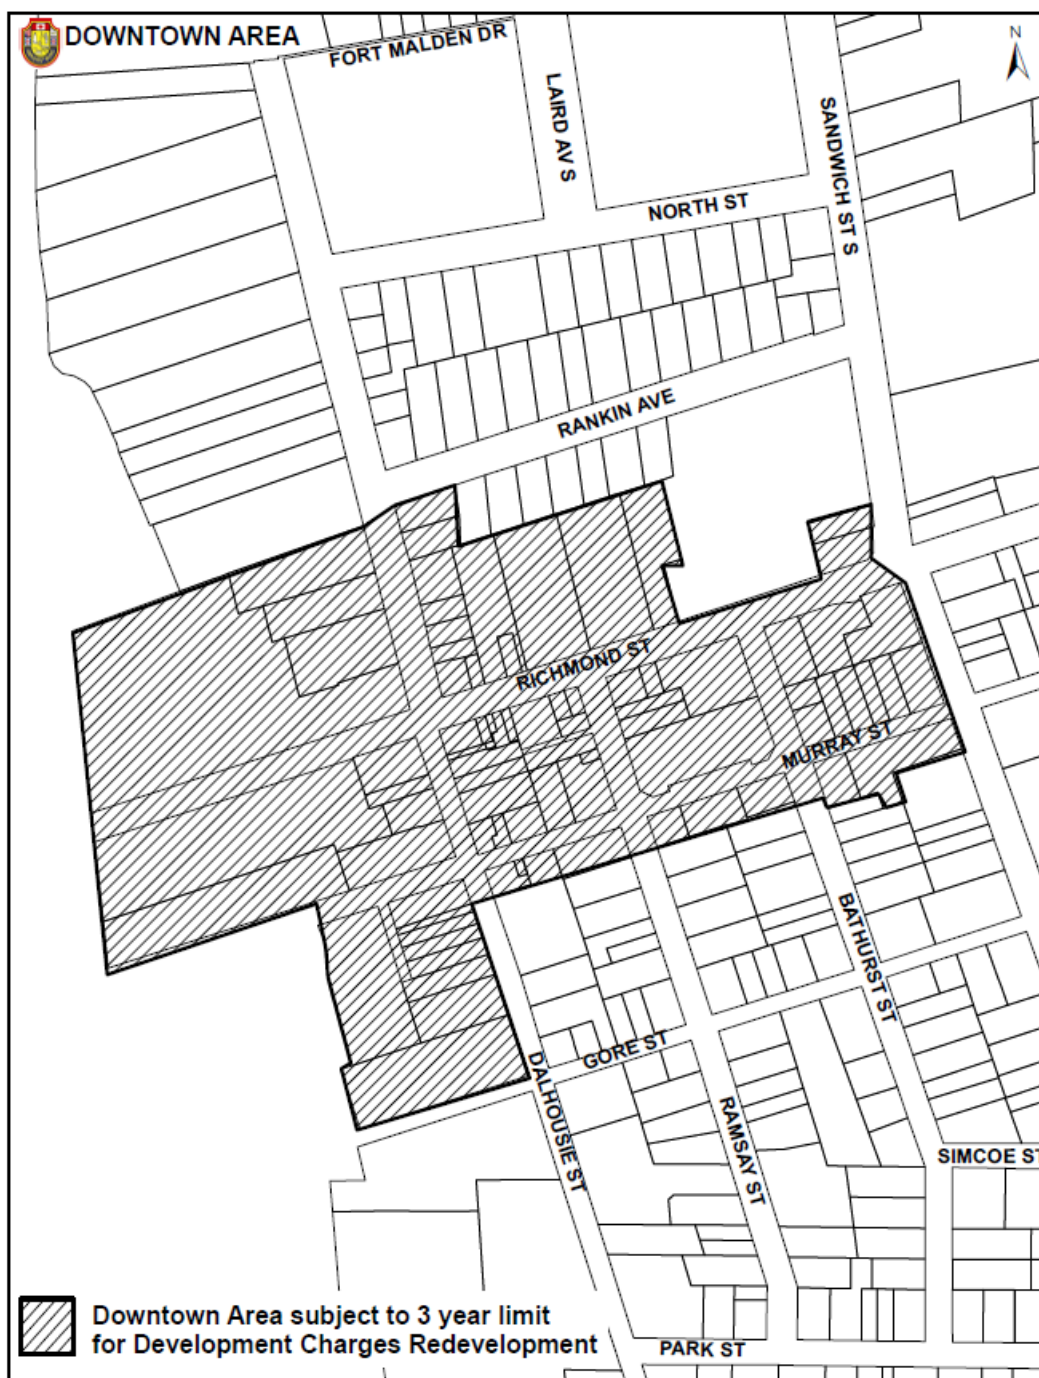 DOWNTOWN AREA
FORT MALDEN DR
N
LAIRD AV S
SANDWICH ST S
NORTH ST
RANKIN AVE
RICHMOND ST
MURRAY ST
BATHURST ST
GORE ST
DALHOUSIE ST
RAMSAY ST
SIMCOE ST
Downtown Area subject to 3 year limit
for Development Charges Redevelopment
PARK ST